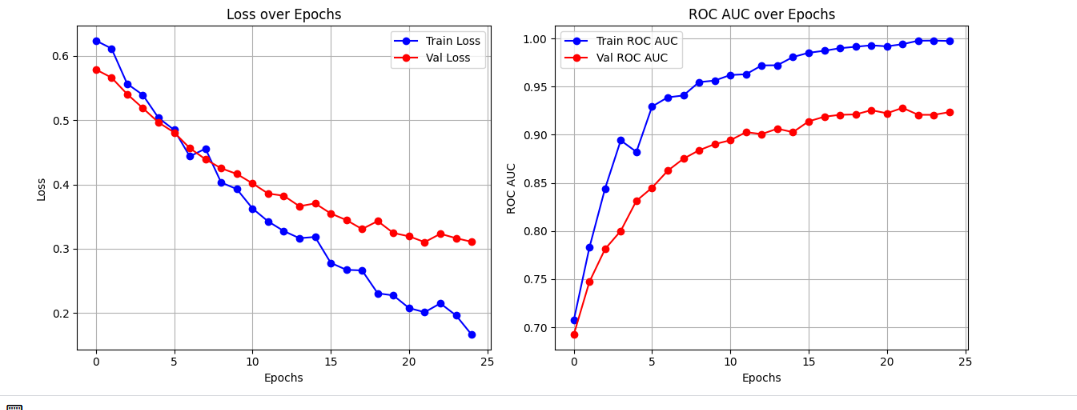 Loss over Epochs
Train Loss
Val Loss
0.6
0.5
0.4
0.3
0.2
Loss
0 5 10 15 20 25
Epochs
ROC AUC over Epochs
Train ROC AUC
Val ROC AUC
1.00
0.95
0.90
0.85
0.80
0.75
0.70
ROC AUC
0 5 10 15 20 25
Epochs